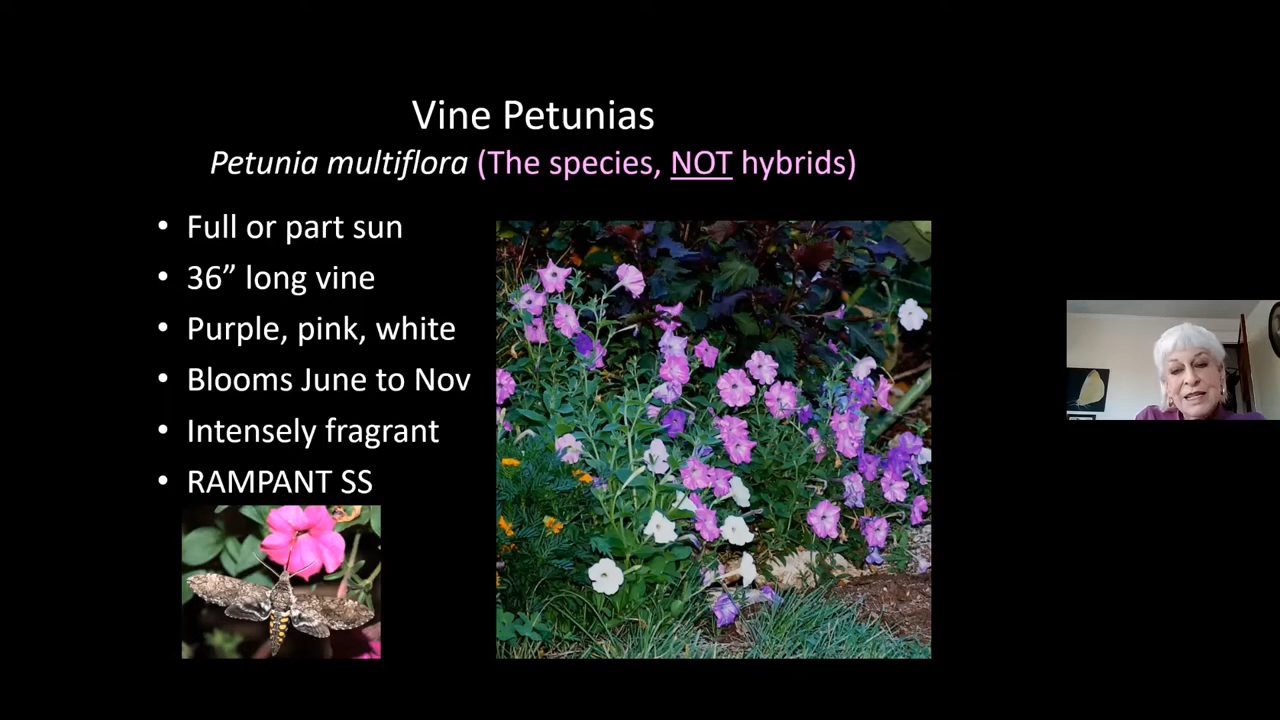 Vine Petunias
Petunia multiflora (The species, NOT hybrids)
• Full or part sun
• 36” long vine
• Purple, pink, white
• Blooms June to Nov
• Intensely fragrant
• RAMPANT SS